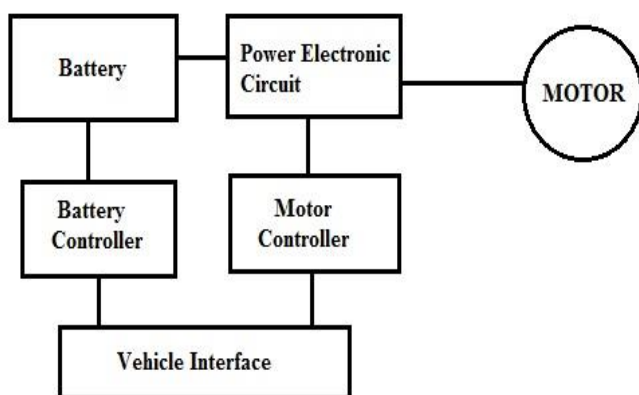 Battery
Power Electronic
Circuit
MOTOR
Battery
Controller
Motor
Controller
Vehicle Interface